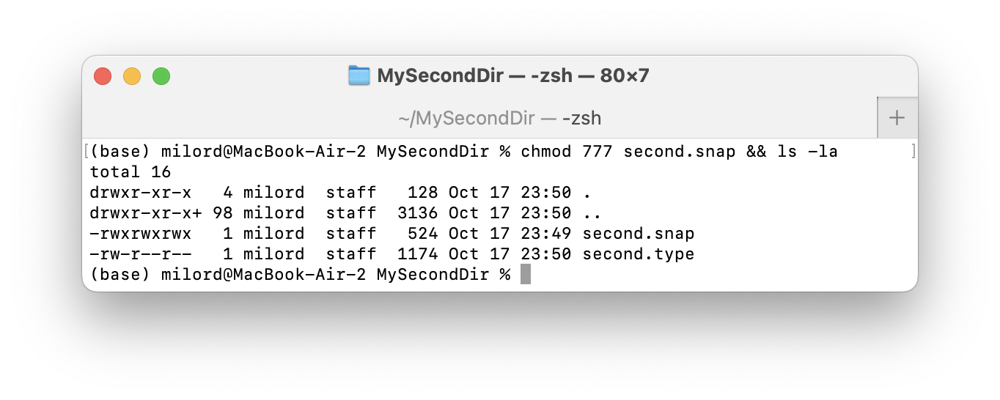 MySecondDir — -zsh — 80×7
~/MySecondDir — -zsh
[(base) milord@MacBook-Air-2 MySecondDir % chmod 777 second.snap && ls -la ]
total 16
drwxr-xr-x   4 milord  staff   128 Oct 17 23:50 .
drwxr-xr-x+ 98 milord  staff  3136 Oct 17 23:50 ..
-rwxrwxrwx   1 milord  staff   524 Oct 17 23:49 second.snap
-rw-r--r--   1 milord  staff  1174 Oct 17 23:50 second.type
(base) milord@MacBook-Air-2 MySecondDir %